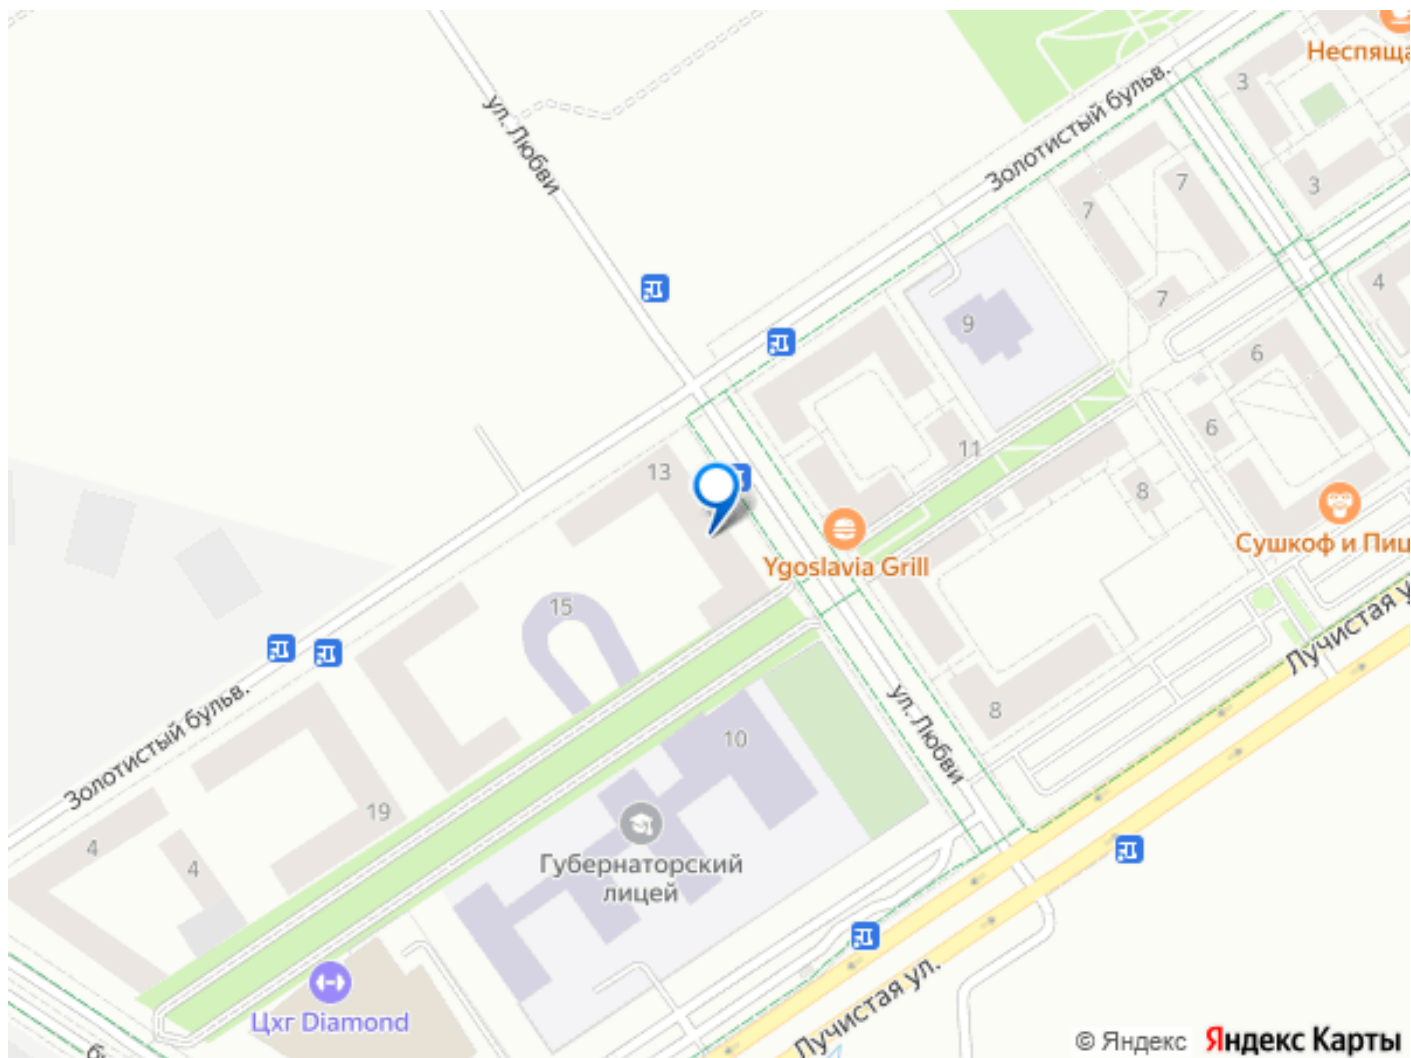 Неспяща
3
Золотистый бульв.
ул. Любви
3
7
7
7
4
9
6
6
11
13
8
Сушкоф и Пиц
Ygoslavia Grill
15
Лучистая у
ул. Любви
8
10
Золотистый бульв.
19
4
4
Губернаторский
лицей
Цхг Diamond
Лучистая ул.
© Яндекс Яндекс Карты